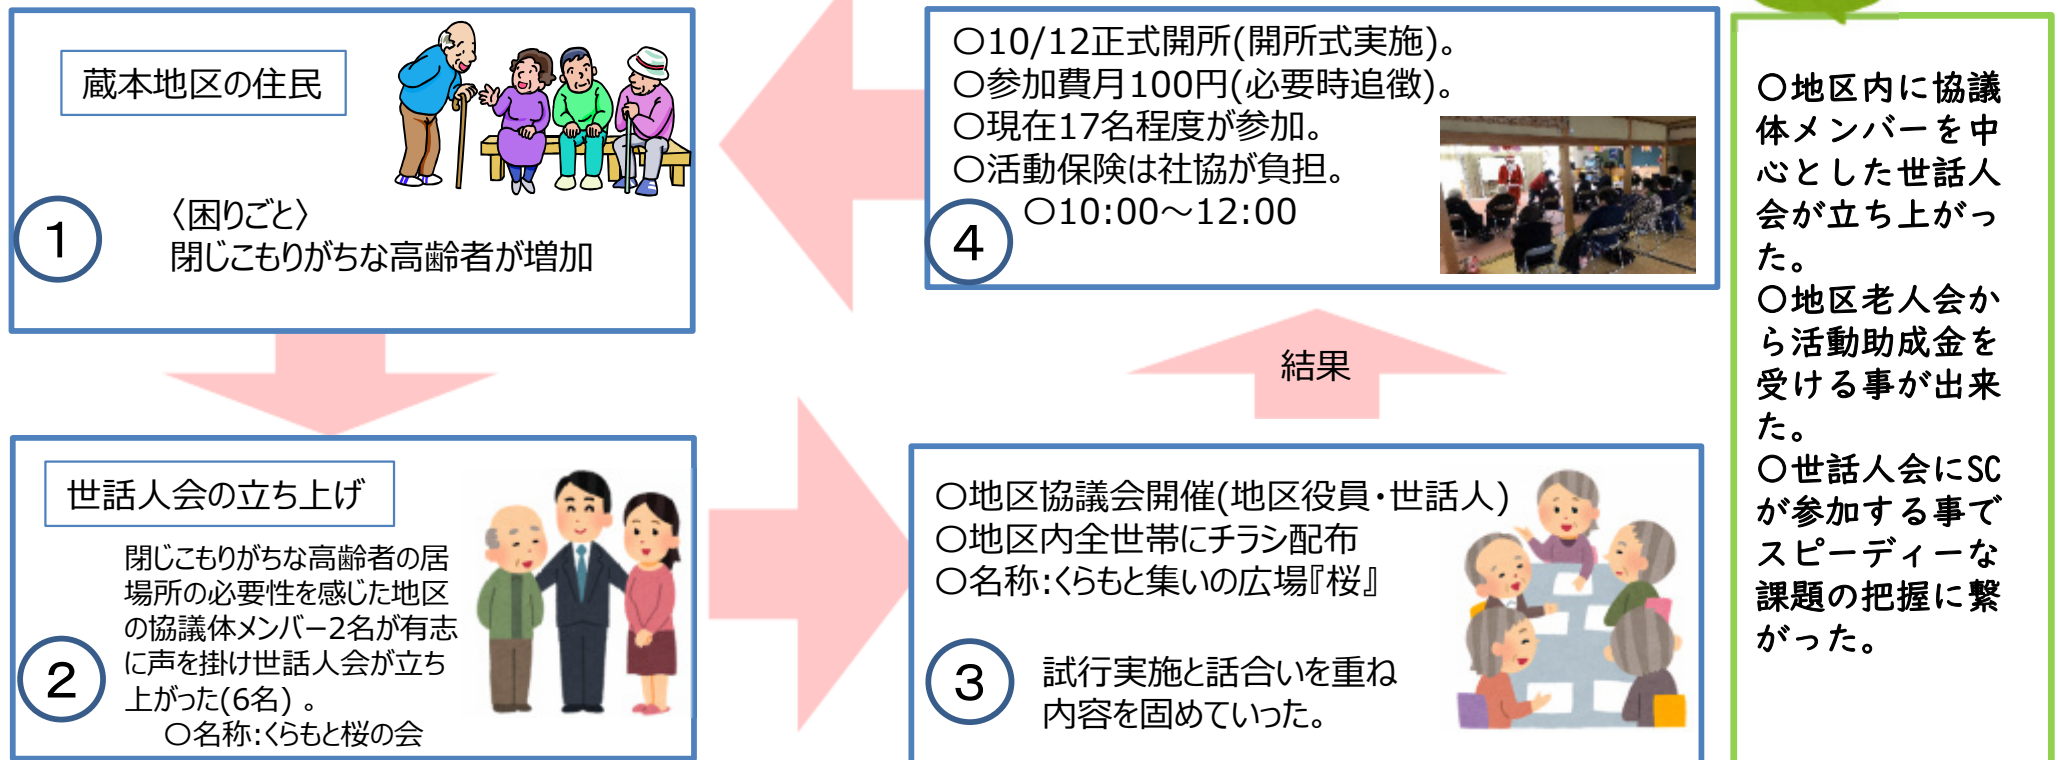 蔵本地区の住民
1
〈困りごと〉
閉じこもりがちな高齢者が増加
世話人会の立ち上げ
閉じこもりがちな高齢者の居
場所の必要性を感じた地区
の協議体メンバー2名が有志
に声を掛け世話人会が立ち
上がった(6名) 。
〇名称:くらもと桜の会
2
〇地区協議会開催(地区役員・世話人)
〇地区内全世帯にチラシ配布
〇名称:くらもと集いの広場『桜』
3
試行実施と話合いを重ね
内容を固めていった。
結果
〇10/12正式開所(開所式実施)。
〇参加費月100円(必要時追徴)。
〇現在17名程度が参加。
〇活動保険は社協が負担。
〇10:00～12:00
4
〇地区内に協議
体メンバーを中
心とした世話人
会が立ち上がっ
た。
〇地区老人会か
ら活動助成金を
受ける事が出来
た。
〇世話人会にSC
が参加する事で
スピーディーな
課題の把握に繋
がった。